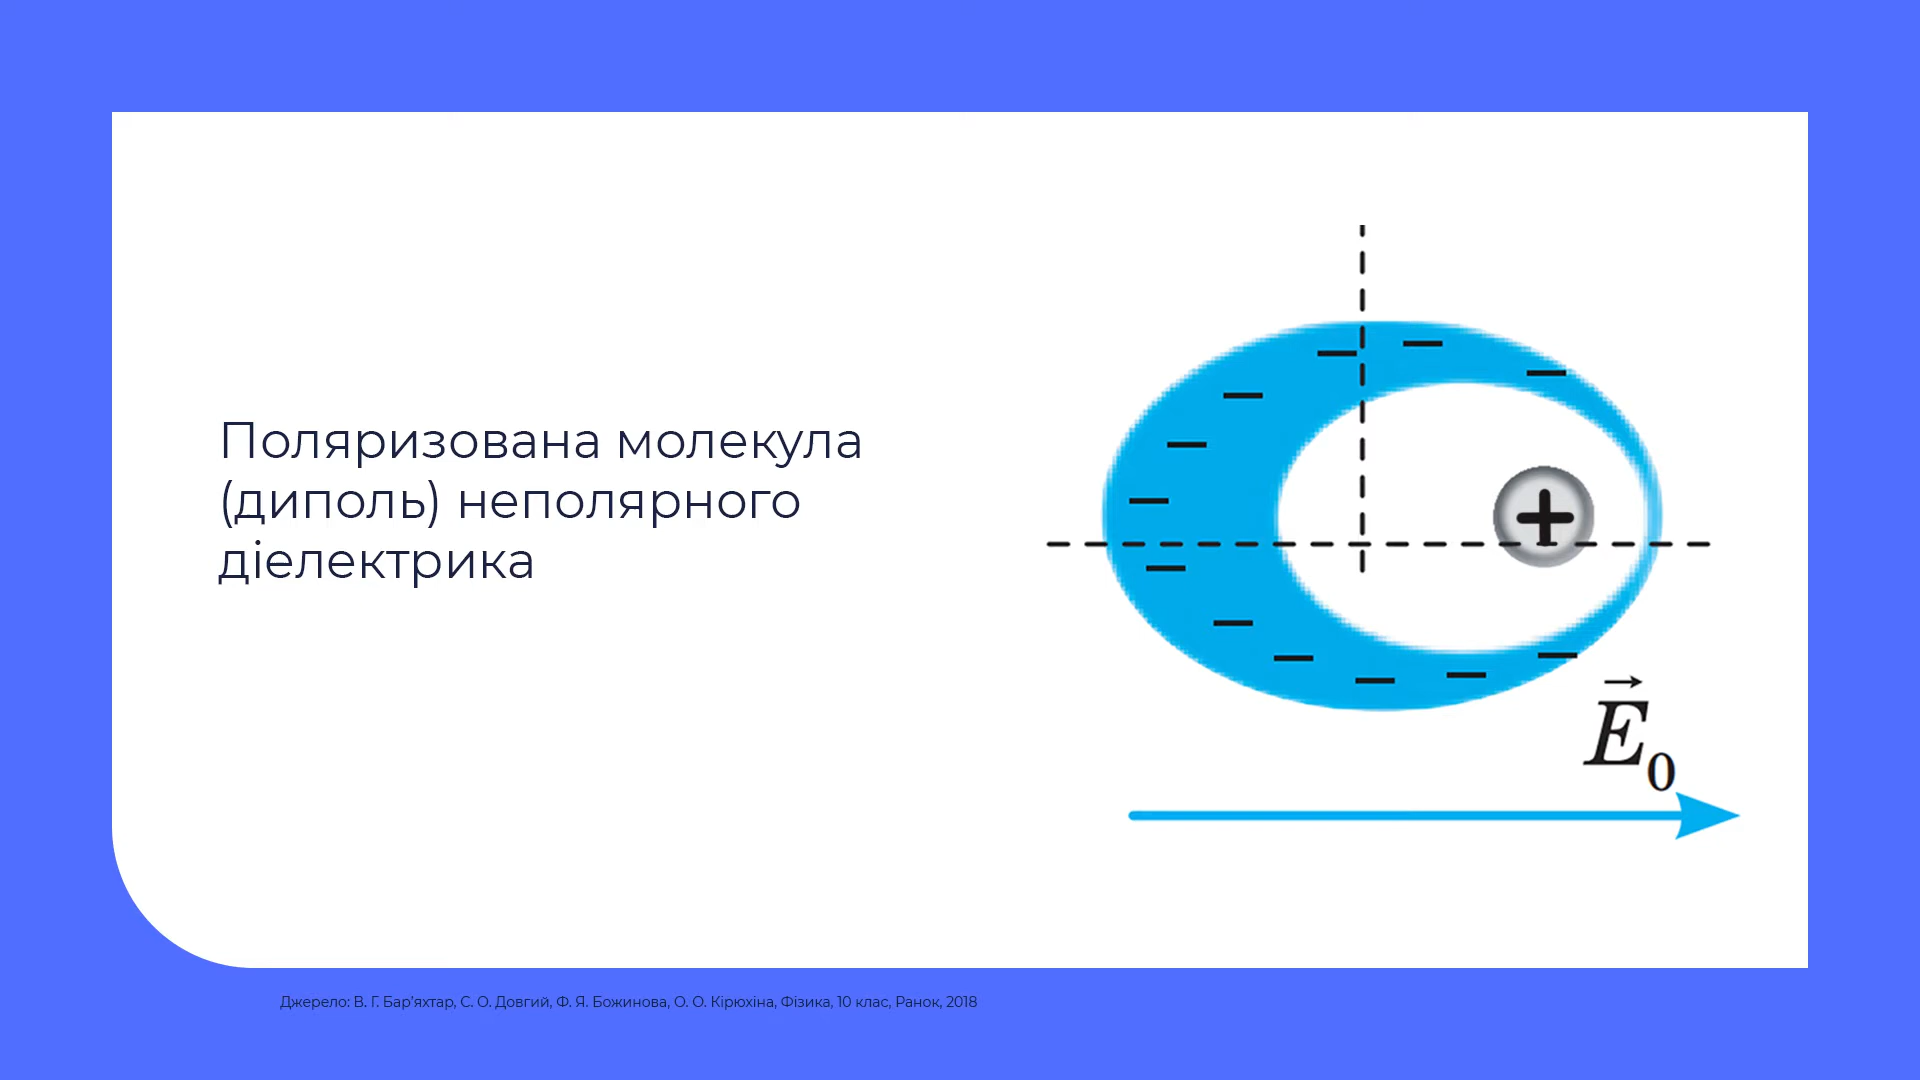 Поляризована молекула
(диполь) неполярного
діелектрика
E₀
Джерело: В. Г. Бар’яхтар, С. О. Довгий, Ф. Я. Божинова, О. О. Кірюхіна, Фізика, 10 клас, Ранок, 2018